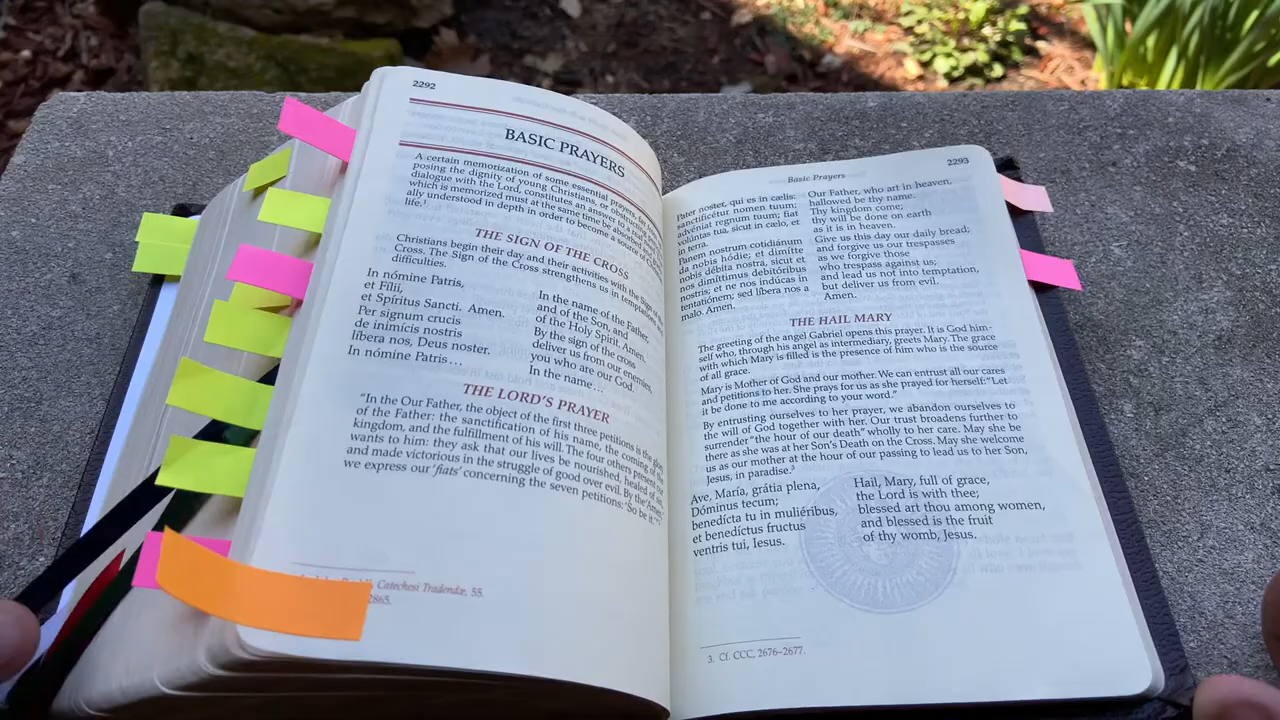 2292
BASIC PRAYERS
A certain memorization of some essential prayers, for
posing the dignity of young Christians, or obstructing
dialogue with the Lord, constitutes an answer to a real
which is memorized must at the same time be absorbed
ally understood in depth in order to become a source of
life.¹
THE SIGN OF THE CROSS
Christians begin their day and their activities with the Sign of
Cross. The Sign of the Cross strengthens us in temptations and
difficulties.
In nómine Patris,
et Fílii,
et Spíritus Sancti. Amen.
Per signum crucis
de inimícis nostris
líbera nos, Deus noster.
In nómine Patris…
In the name of the Father,
and of the Son, and
of the Holy Spirit. Amen.
By the sign of the cross
deliver us from our enemies,
you who are our God.
In the name…
THE LORD'S PRAYER
"In the Our Father, the object of the first three petitions is the glory
of the Father: the sanctification of his name, the coming of
kingdom, and the fulfillment of his will. The four others present our
wants to him: they ask that our lives be nourished, healed of
and made victorious in the struggle of good over evil. By the 'Amen,'
we express our 'fiats' concerning the seven petitions: 'So be it.'"
Catechesi Tradendæ, 55.
2865.
2293
Basic Prayers
Pater noster, qui es in cælis:
sanctificétur nomen tuum;
advéniat regnum tuum; fiat
volúntas tua, sicut in cælo, et
in terra.
Panem nostrum cotidiánum
da nobis hódie; et dimítte
nobis débita nostra, sicut et
nos dimíttimus debitóribus
nostris; et ne nos indúcas in
tentatiónem; sed líbera nos a
malo. Amen.
Our Father, who art in heaven,
hallowed be thy name.
Thy kingdom come;
thy will be done on earth
as it is in heaven.
Give us this day our daily bread;
and forgive us our trespasses
as we forgive those
who trespass against us;
and lead us not into temptation,
but deliver us from evil.
Amen.
THE HAIL MARY
The greeting of the angel Gabriel opens this prayer. It is God him-
self who, through his angel as intermediary, greets Mary. The grace
with which Mary is filled is the presence of him who is the source
of all grace.
Mary is Mother of God and our mother. We can entrust all our cares
and petitions to her. She prays for us as she prayed for herself: "Let
it be done to me according to your word."
By entrusting ourselves to her prayer, we abandon ourselves to
the will of God together with her. Our trust broadens further to
surrender "the hour of our death" wholly to her care. May she be
there as she was at her Son's Death on the Cross. May she welcome
us as our mother at the hour of our passing to lead us to her Son,
Jesus, in paradise.³
Ave, María, grátia plena,
Dóminus tecum;
benedícta tu in muliéribus,
et benedíctus fructus
ventris tui, Iesus.
Hail, Mary, full of grace,
the Lord is with thee;
blessed art thou among women,
and blessed is the fruit
of thy womb, Jesus.
3. Cf. CCC, 2676–2677.